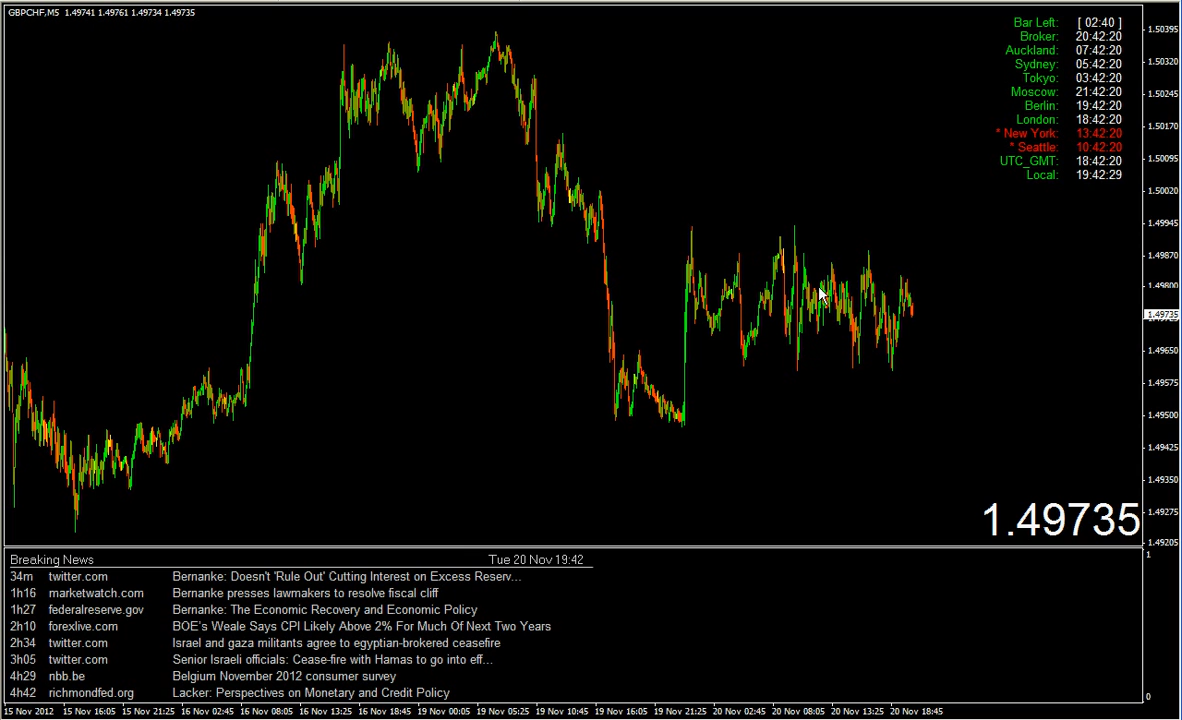 GBPCHF,M5 1.49741 1.49761 1.49734 1.49735
Bar Left: [ 02:40 ]
Broker: 20:42:20
Auckland: 07:42:20
Sydney: 05:42:20
Tokyo: 03:42:20
Moscow: 21:42:20
Berlin: 19:42:20
London: 18:42:20
* New York: 13:42:20
* Seattle: 10:42:20
UTC_GMT: 18:42:20
Local: 19:42:29
1.50395
1.50320
1.50245
1.50170
1.50095
1.50020
1.49945
1.49870
1.49800
1.49735
1.49650
1.49575
1.49500
1.49425
1.49350
1.49275
1.49205
1.49735
Breaking News Tue 20 Nov 19:42
34m twitter.com Bernanke: Doesn't 'Rule Out' Cutting Interest on Excess Reserv...
1h16 marketwatch.com Bernanke presses lawmakers to resolve fiscal cliff
1h27 federalreserve.gov Bernanke: The Economic Recovery and Economic Policy
2h10 forexlive.com BOE's Weale Says CPI Likely Above 2% For Much Of Next Two Years
2h34 twitter.com Israel and gaza militants agree to egyptian-brokered ceasefire
3h05 twitter.com Senior Israeli officials: Cease-fire with Hamas to go into eff...
4h29 nbb.be Belgium November 2012 consumer survey
4h42 richmondfed.org Lacker: Perspectives on Monetary and Credit Policy
1
0
15 Nov 2012 15 Nov 16:05 15 Nov 21:25 16 Nov 02:45 16 Nov 08:05 16 Nov 13:25 16 Nov 18:45 19 Nov 00:05 19 Nov 05:25 19 Nov 10:45 19 Nov 16:05 19 Nov 21:25 20 Nov 02:45 20 Nov 08:05 20 Nov 13:25 20 Nov 18:45